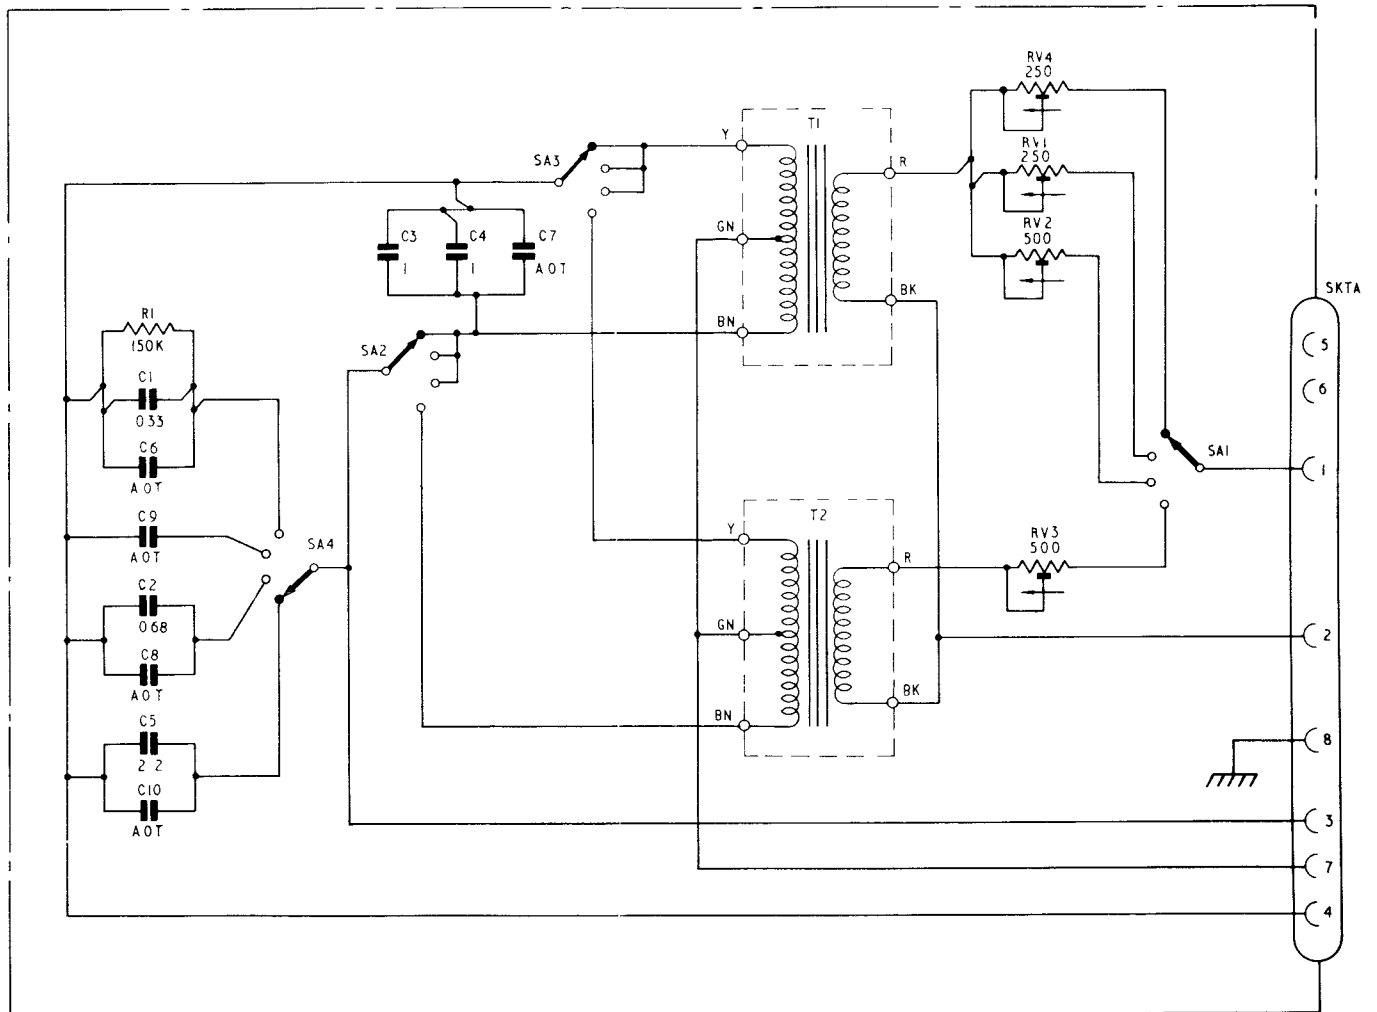 RV4
250
T1
Y
SA3
R
RV1
250
C3
1
C4
1
C7
AOT
GN
RV2
500
BK
SKTA
R1
150K
SA2
BN
5
6
C1
033
C6
AOT
SA1
1
C9
AOT
SA4
Y
T2
R
RV3
500
C2
068
C8
AOT
GN
2
BK
C5
2 2
BN
8
C10
AOT
3
7
4